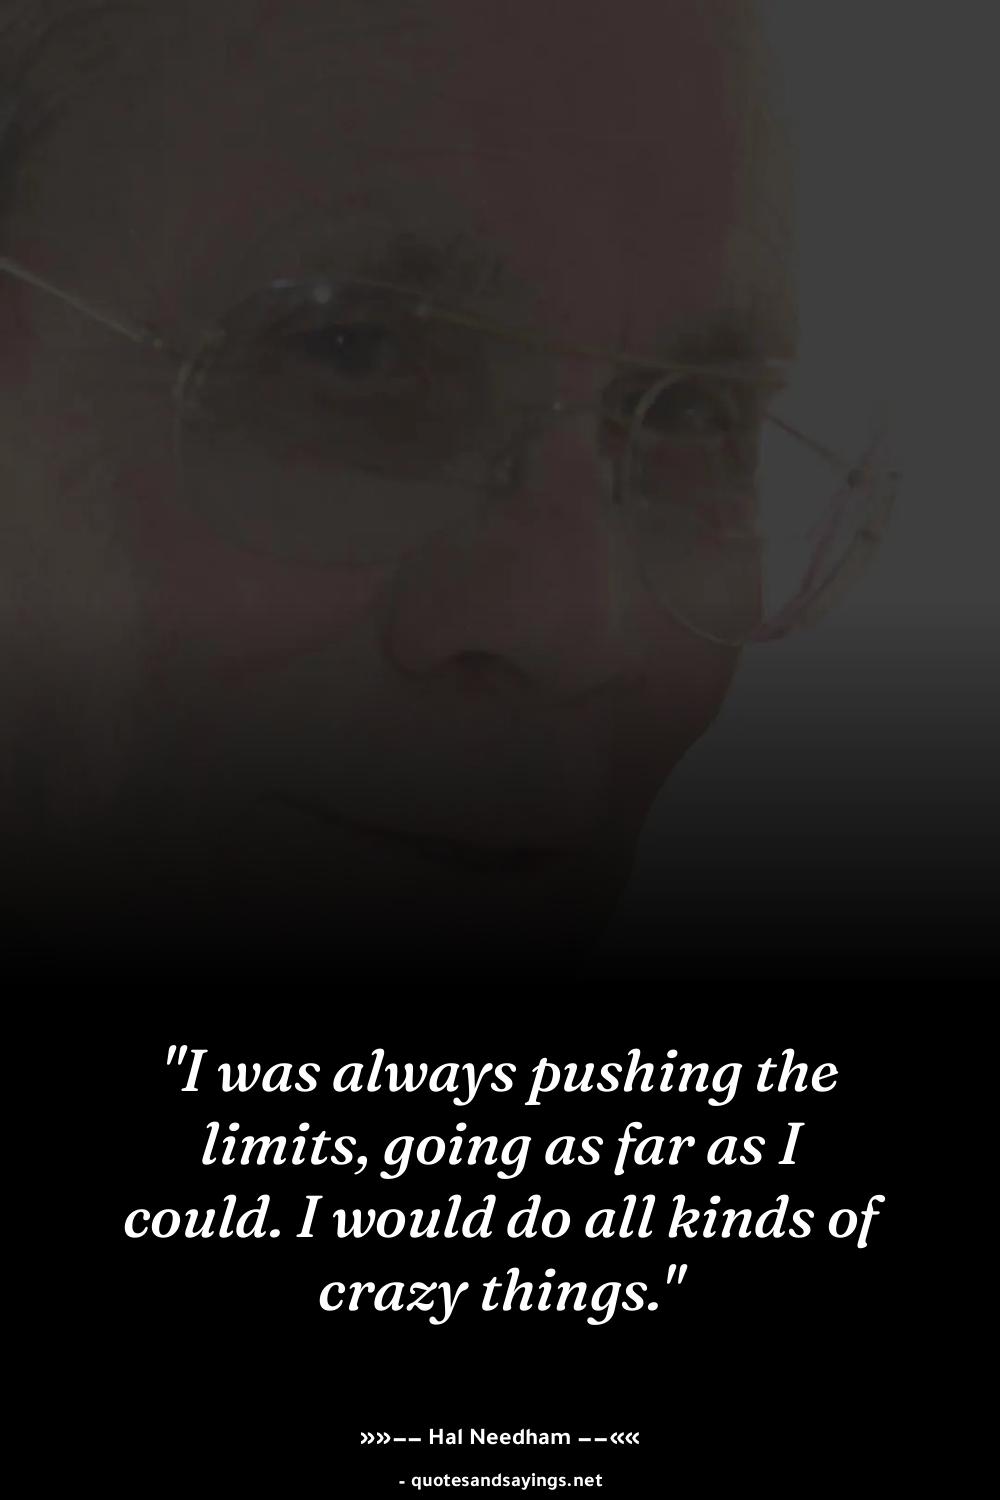 "I was always pushing the
limits, going as far as I
could. I would do all kinds of
crazy things."
»»–– Hal Needham ––««
- quotesandsayings.net